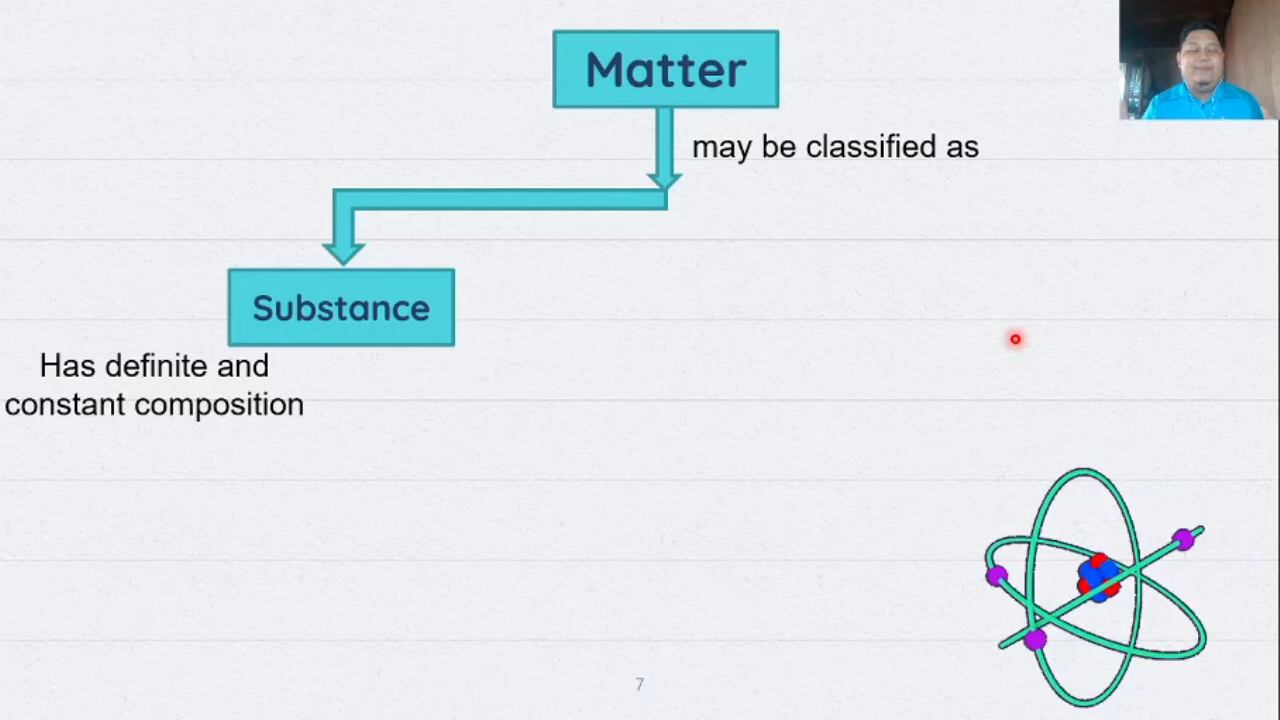 Matter
may be classified as
Substance
Has definite and
constant composition
7